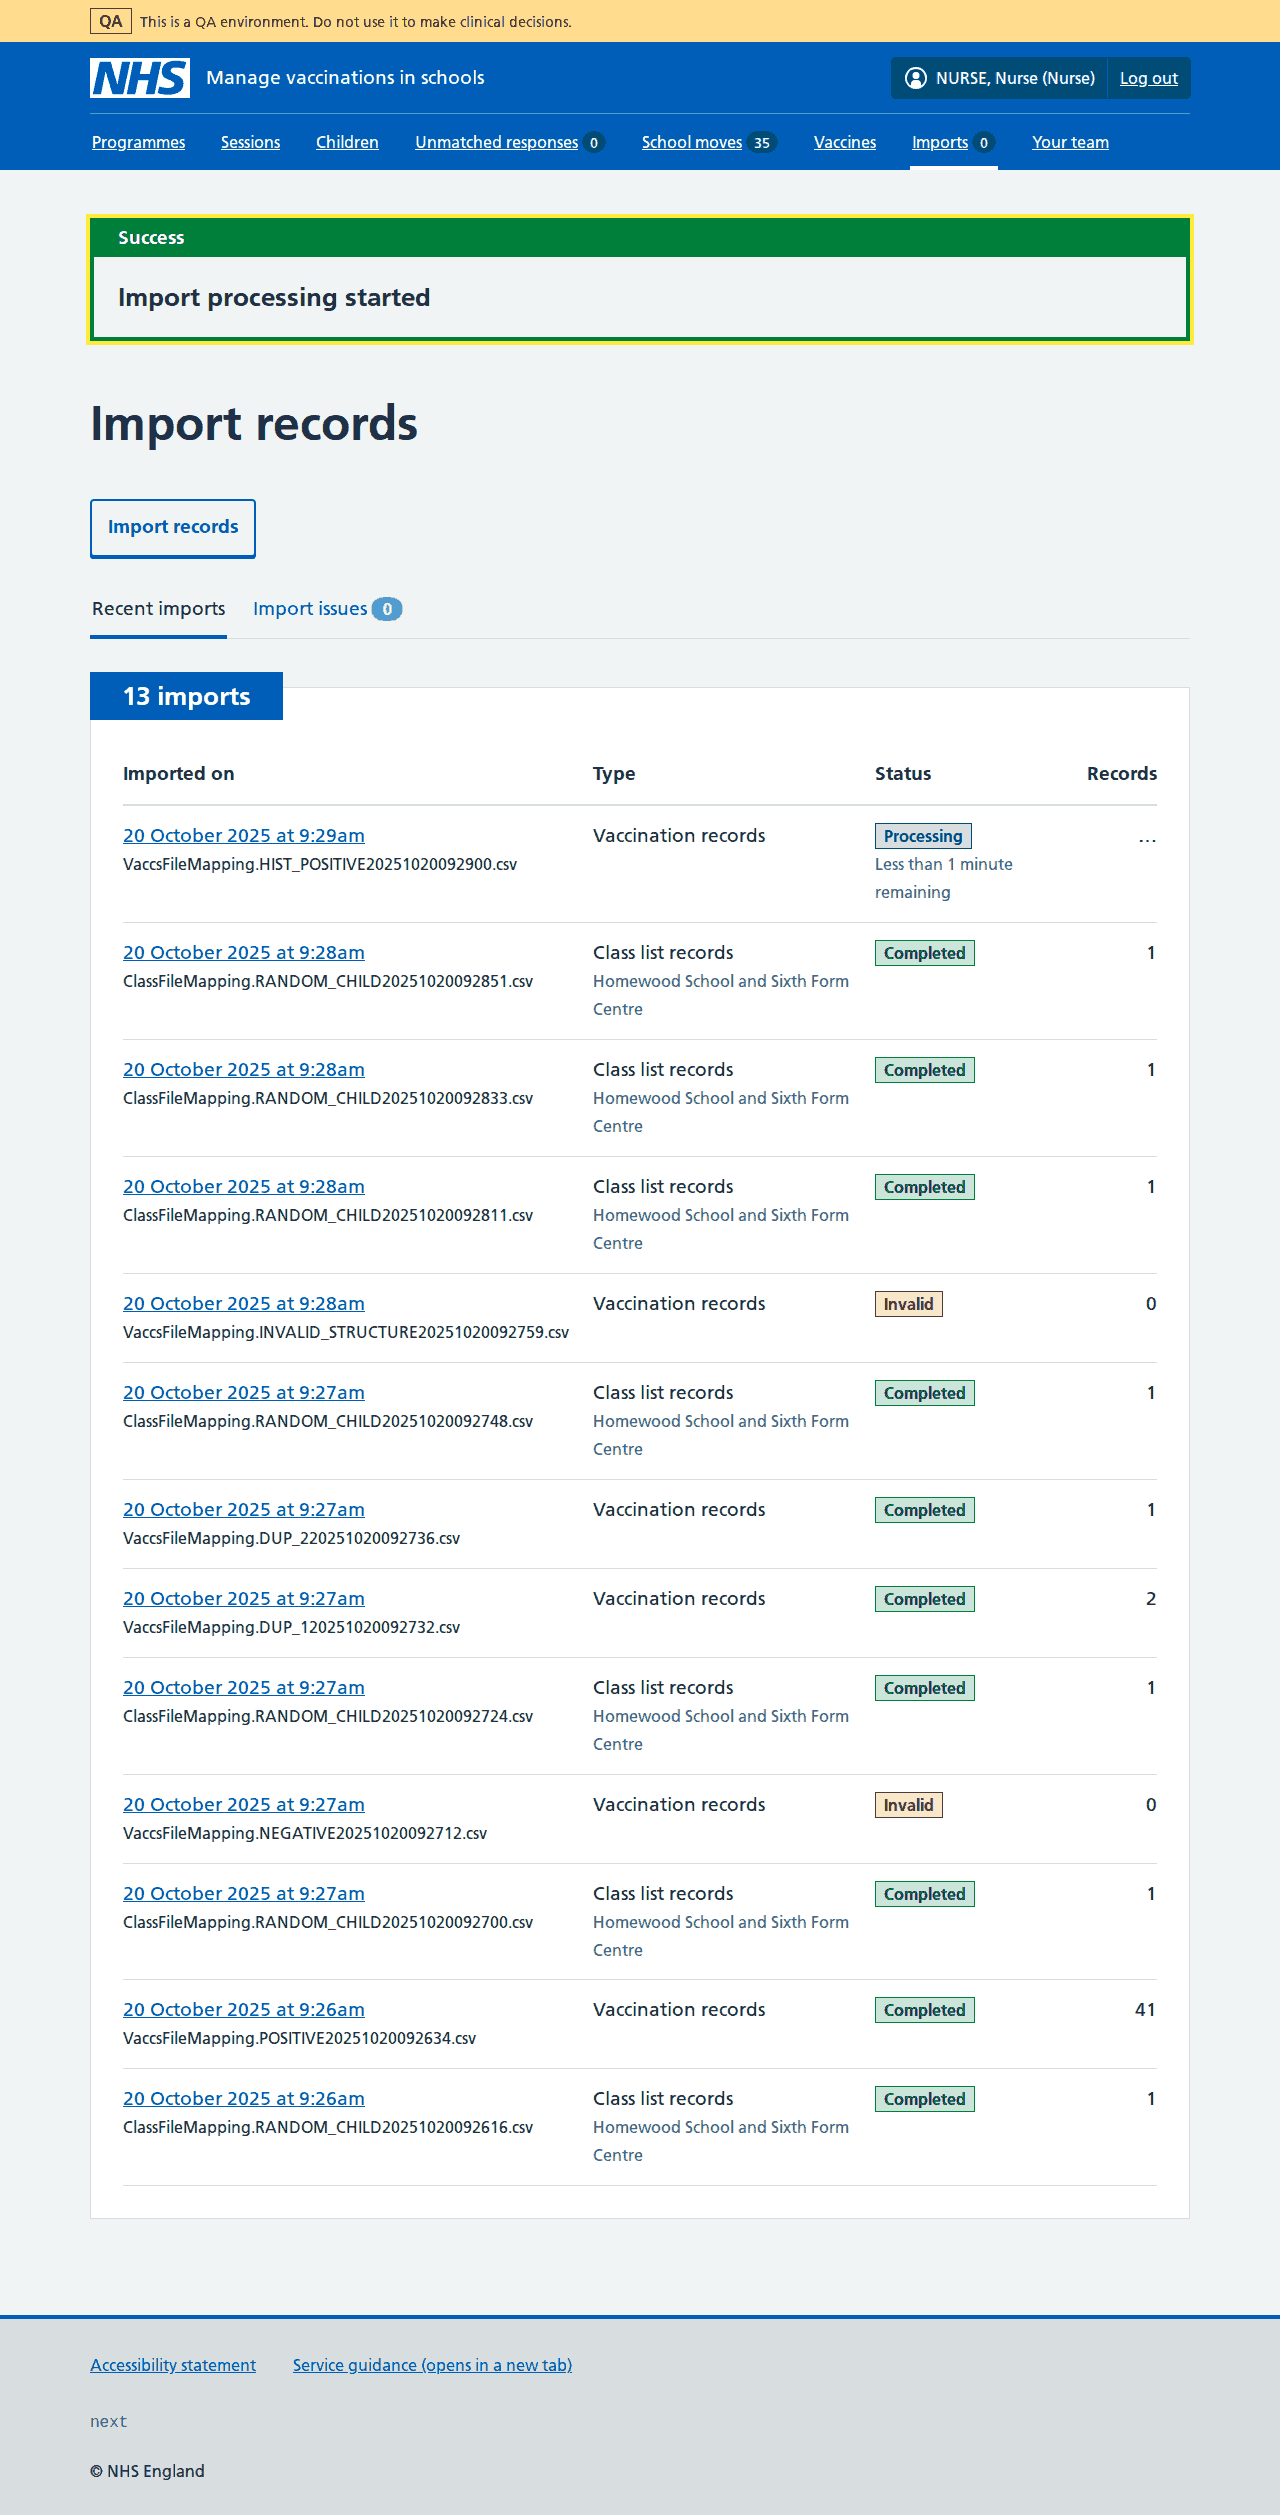 QA This is a QA environment. Do not use it to make clinical decisions.
NHS Manage vaccinations in schools NURSE, Nurse (Nurse) Log out
Programmes Sessions Children Unmatched responses 0 School moves 35 Vaccines Imports 0 Your team
Success
Import processing started
Import records
Import records
Recent imports Import issues 0
13 imports
Imported on Type Status Records
20 October 2025 at 9:29am Vaccination records Processing ...
VaccsFileMapping.HIST_POSITIVE20251020092900.csv Less than 1 minute
remaining
20 October 2025 at 9:28am Class list records Completed 1
ClassFileMapping.RANDOM_CHILD20251020092851.csv Homewood School and Sixth Form
Centre
20 October 2025 at 9:28am Class list records Completed 1
ClassFileMapping.RANDOM_CHILD20251020092833.csv Homewood School and Sixth Form
Centre
20 October 2025 at 9:28am Class list records Completed 1
ClassFileMapping.RANDOM_CHILD20251020092811.csv Homewood School and Sixth Form
Centre
20 October 2025 at 9:28am Vaccination records Invalid 0
VaccsFileMapping.INVALID_STRUCTURE20251020092759.csv
20 October 2025 at 9:27am Class list records Completed 1
ClassFileMapping.RANDOM_CHILD20251020092748.csv Homewood School and Sixth Form
Centre
20 October 2025 at 9:27am Vaccination records Completed 1
VaccsFileMapping.DUP_220251020092736.csv
20 October 2025 at 9:27am Vaccination records Completed 2
VaccsFileMapping.DUP_120251020092732.csv
20 October 2025 at 9:27am Class list records Completed 1
ClassFileMapping.RANDOM_CHILD20251020092724.csv Homewood School and Sixth Form
Centre
20 October 2025 at 9:27am Vaccination records Invalid 0
VaccsFileMapping.NEGATIVE20251020092712.csv
20 October 2025 at 9:27am Class list records Completed 1
ClassFileMapping.RANDOM_CHILD20251020092700.csv Homewood School and Sixth Form
Centre
20 October 2025 at 9:26am Vaccination records Completed 41
VaccsFileMapping.POSITIVE20251020092634.csv
20 October 2025 at 9:26am Class list records Completed 1
ClassFileMapping.RANDOM_CHILD20251020092616.csv Homewood School and Sixth Form
Centre
Accessibility statement Service guidance (opens in a new tab)
next
© NHS England